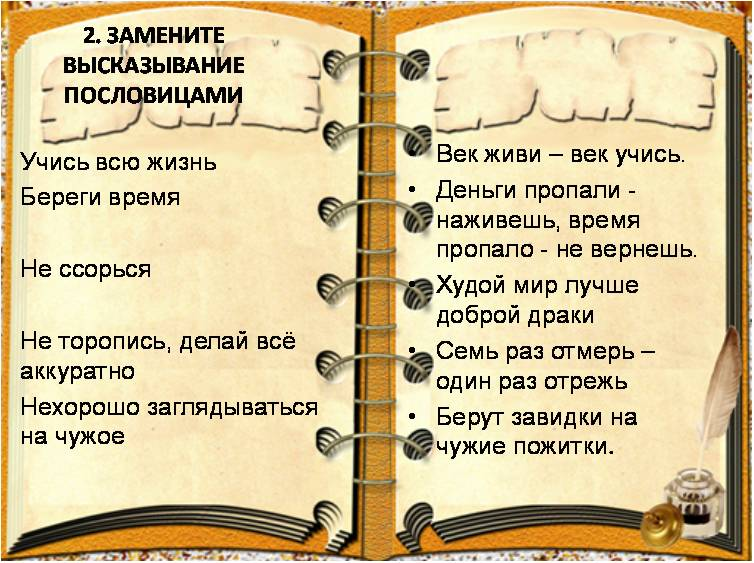 2. ЗАМЕНИТЕ
ВЫСКАЗЫВАНИЕ
ПОСЛОВИЦАМИ
Учись всю жизнь
Береги время
Не ссорься
Не торопись, делай всё
аккуратно
Нехорошо заглядываться
на чужое
• Век живи – век учись.
• Деньги пропали -
наживешь, время
пропало - не вернешь.
• Худой мир лучше
доброй драки
• Семь раз отмерь –
один раз отрежь
• Берут завидки на
чужие пожитки.